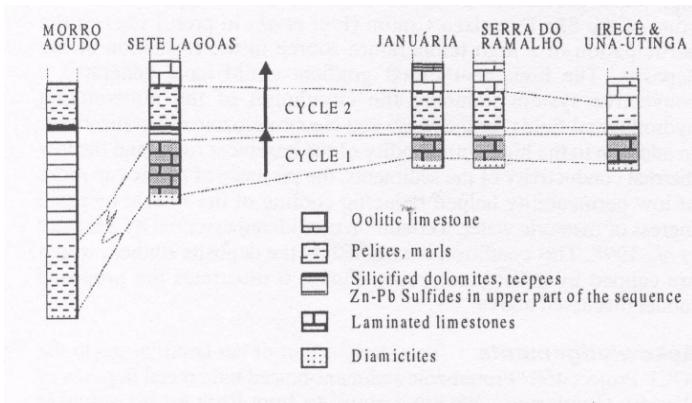 MORRO
AGUDO
SETE LAGOAS
JANUÁRIA
SERRA DO
RAMALHO
IRECÊ &
UNA-UTINGA
CYCLE 2
CYCLE 1
Oolitic limestone
Pelites, marls
Silicified dolomites, teepees
Zn-Pb Sulfides in upper part of the sequence
Laminated limestones
Diamictites